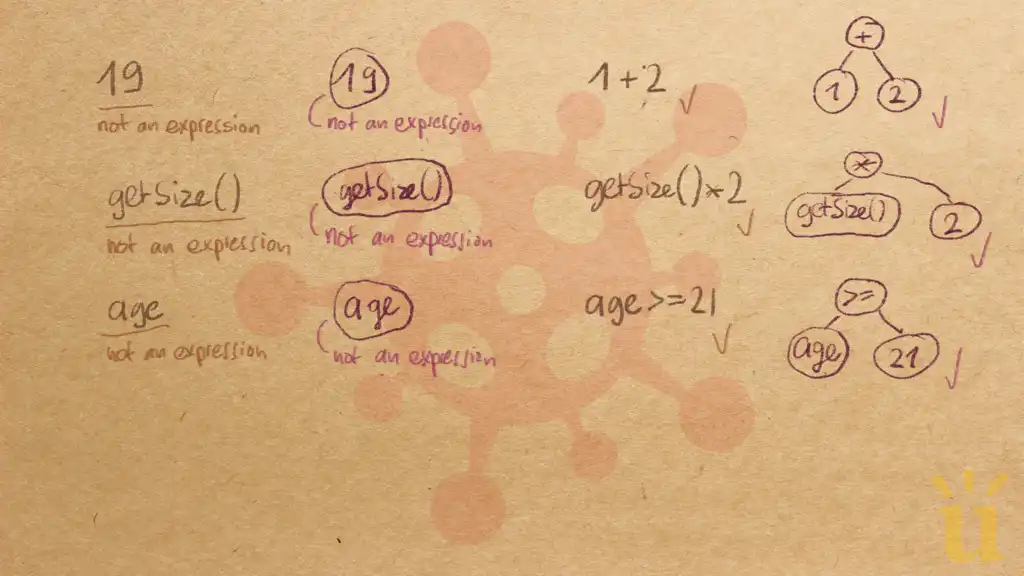 19
not an expression
19
not an expression
1+2
+
1
2
getSize()
not an expression
getSize()
not an expression
getSize()*2
*
getSize()
2
age
not an expression
age
not an expression
age>=21
>=
age
21
ü